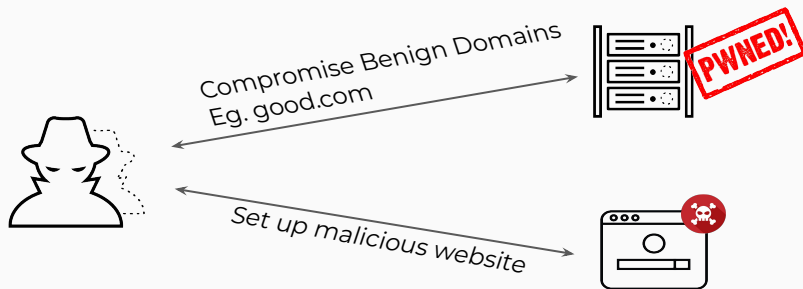 Compromise Benign Domains
Eg. good.com
PWNED!
Set up malicious website